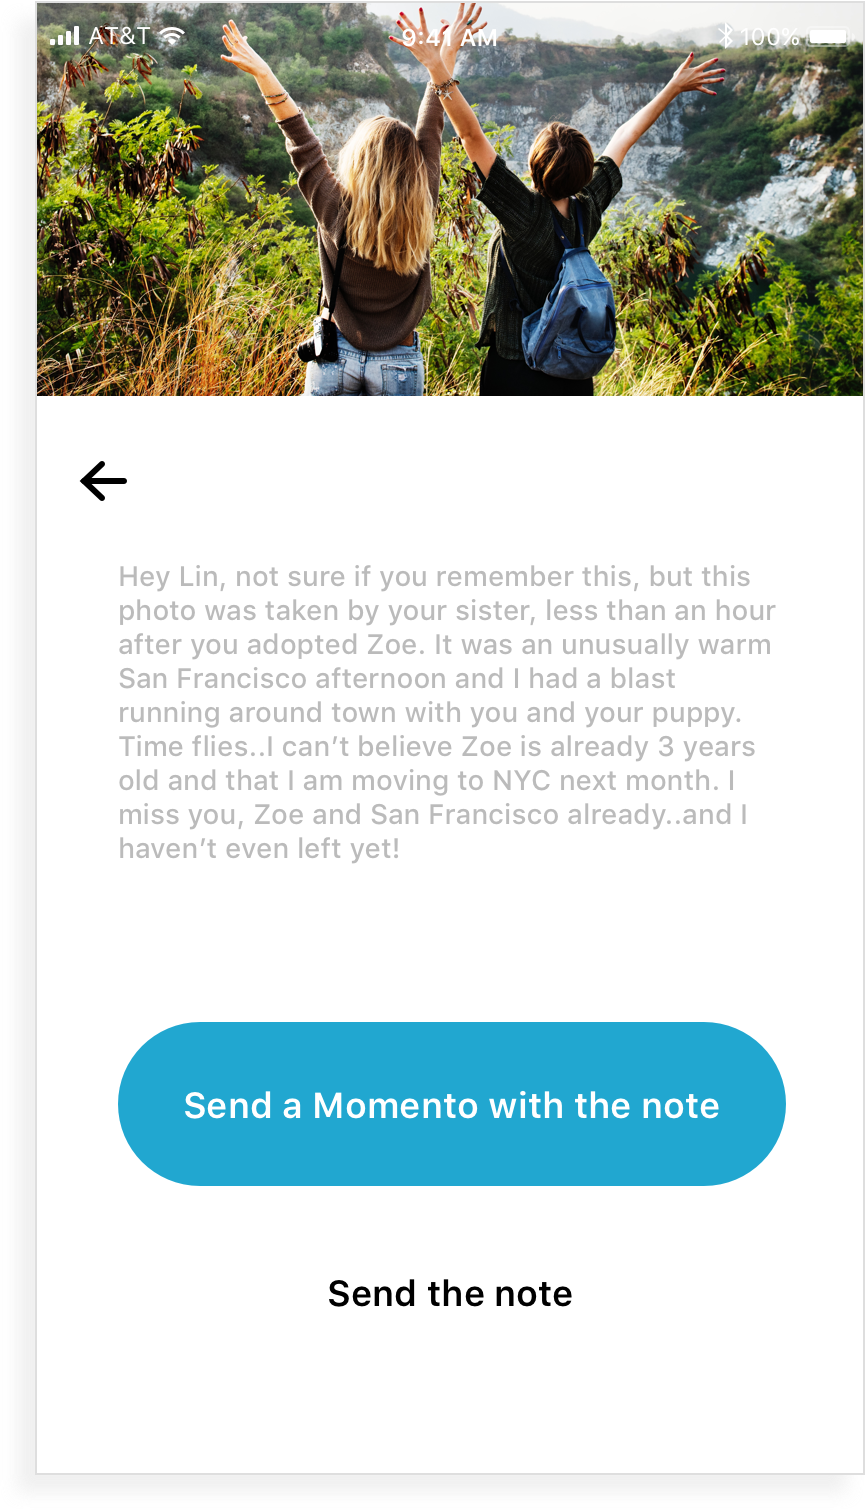 AT&T 9:41 AM 100%
Hey Lin, not sure if you remember this, but this
photo was taken by your sister, less than an hour
after you adopted Zoe. It was an unusually warm
San Francisco afternoon and I had a blast
running around town with you and your puppy.
Time flies..I can’t believe Zoe is already 3 years
old and that I am moving to NYC next month. I
miss you, Zoe and San Francisco already..and I
haven’t even left yet!
Send a Momento with the note
Send the note